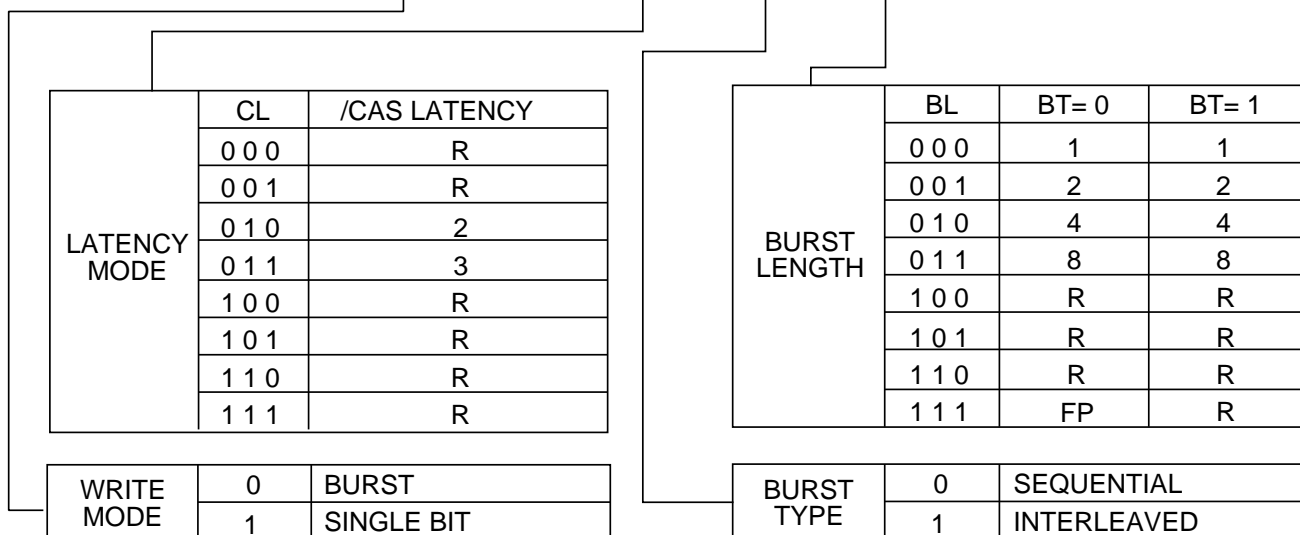 CL /CAS LATENCY
LATENCY MODE
0 0 0 R
0 0 1 R
0 1 0 2
0 1 1 3
1 0 0 R
1 0 1 R
1 1 0 R
1 1 1 R
BL BT= 0 BT= 1
BURST LENGTH
0 0 0 1 1
0 0 1 2 2
0 1 0 4 4
0 1 1 8 8
1 0 0 R R
1 0 1 R R
1 1 0 R R
1 1 1 FP R
WRITE MODE
0 BURST
1 SINGLE BIT
BURST TYPE
0 SEQUENTIAL
1 INTERLEAVED